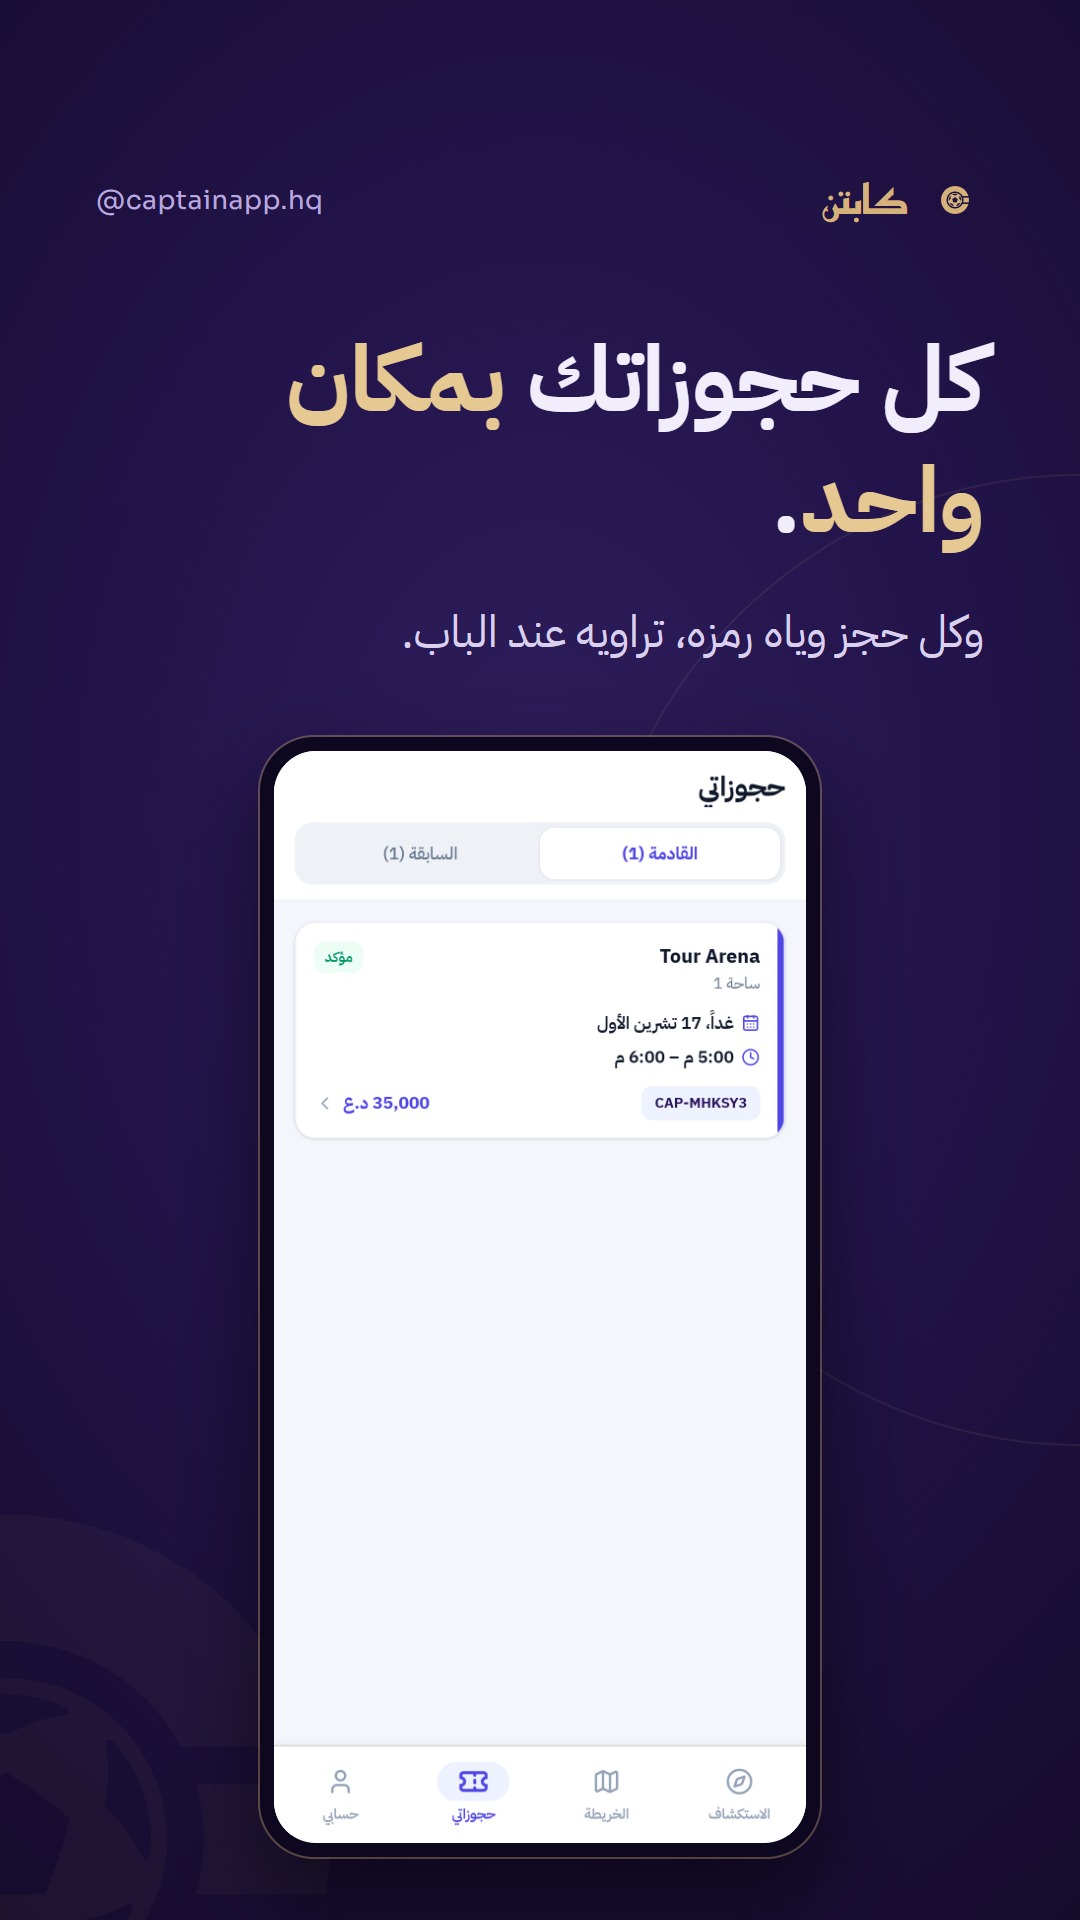 كابتن
@captainapp.hq
كل حجوزاتك بمكان
واحد.
وكل حجز وياه رمزه، تراويه عند الباب.
حجوزاتي
القادمة (1)
السابقة (1)
Tour Arena
مؤكد
ساحة 1
غداً، 17 تشرين الأول
5:00 م – 6:00 م
CAP-MHKSY3
35,000 د.ع
الاستكشاف
الخريطة
حجوزاتي
حسابي